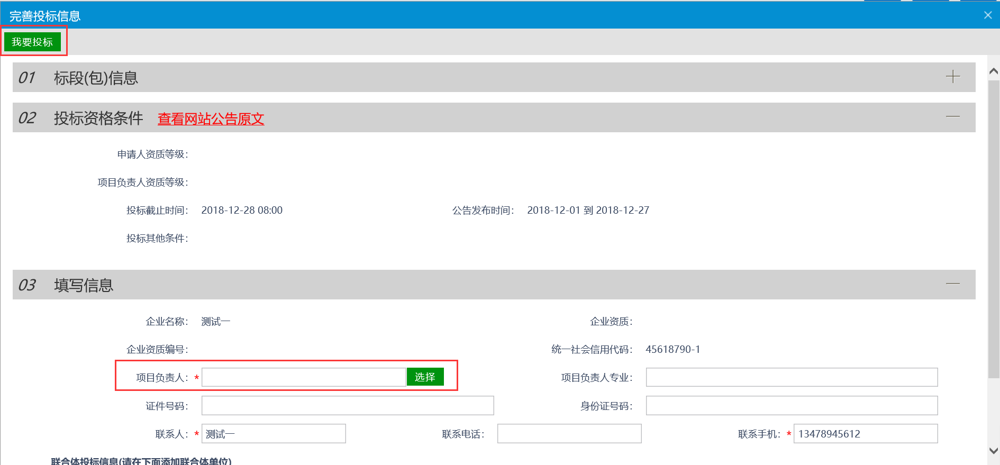 完善投标信息
我要投标
01 标段(包)信息
02 投标资格条件 查看网站公告原文
申请人资质等级：
项目负责人资质等级：
投标截止时间： 2018-12-28 08:00 公告发布时间： 2018-12-01 到 2018-12-27
投标其他条件：
03 填写信息
企业名称： 测试一 企业资质：
企业资质编号： 统一社会信用代码： 45618790-1
项目负责人：* 选择 项目负责人专业：
证件号码： 身份证号码：
联系人：* 测试一 联系电话： 联系手机：* 13478945612
联合体投标信息(请在下面添加联合体单位)